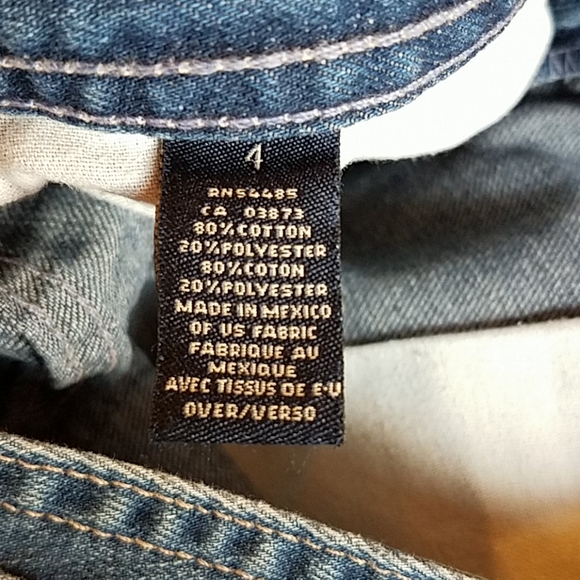 4
RN54485
CA 03873
80%COTTON
20%POLYESTER
80%COTON
20%POLYESTER
MADE IN MEXICO
OF US FABRIC
FABRIQUE AU
MEXIQUE
AVEC TISSUS DE E-U
OVER/VERSO